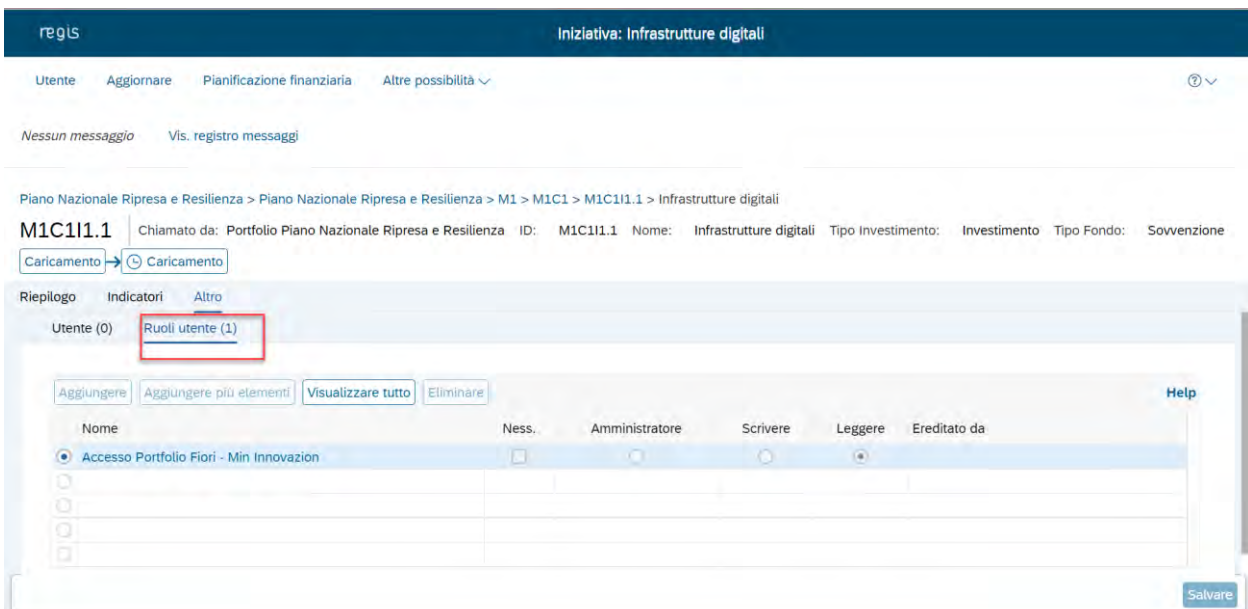 regis Iniziativa: Infrastrutture digitali
Utente Aggiornare Pianificazione finanziaria Altre possibilità
Nessun messaggio Vis. registro messaggi
Piano Nazionale Ripresa e Resilienza > Piano Nazionale Ripresa e Resilienza > M1 > M1C1 > M1C1I1.1 > Infrastrutture digitali
M1C1I1.1 Chiamato da: Portfolio Piano Nazionale Ripresa e Resilienza ID: M1C1I1.1 Nome: Infrastrutture digitali Tipo Investimento: Investimento Tipo Fondo: Sovvenzione
Caricamento Caricamento
Riepilogo Indicatori Altro
Utente (0) Ruoli utente (1)
Aggiungere Aggiungere più elementi Visualizzare tutto Eliminare Help
Nome Ness. Amministratore Scrivere Leggere Ereditato da
Accesso Portfolio Fiori - Min Innovazion
Salvare